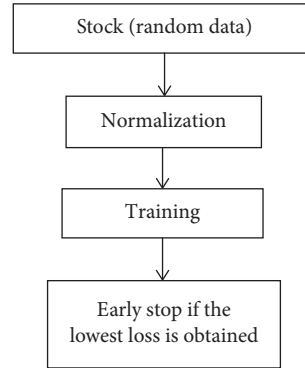 Stock (random data)
Normalization
Training
Early stop if the
lowest loss is obtained